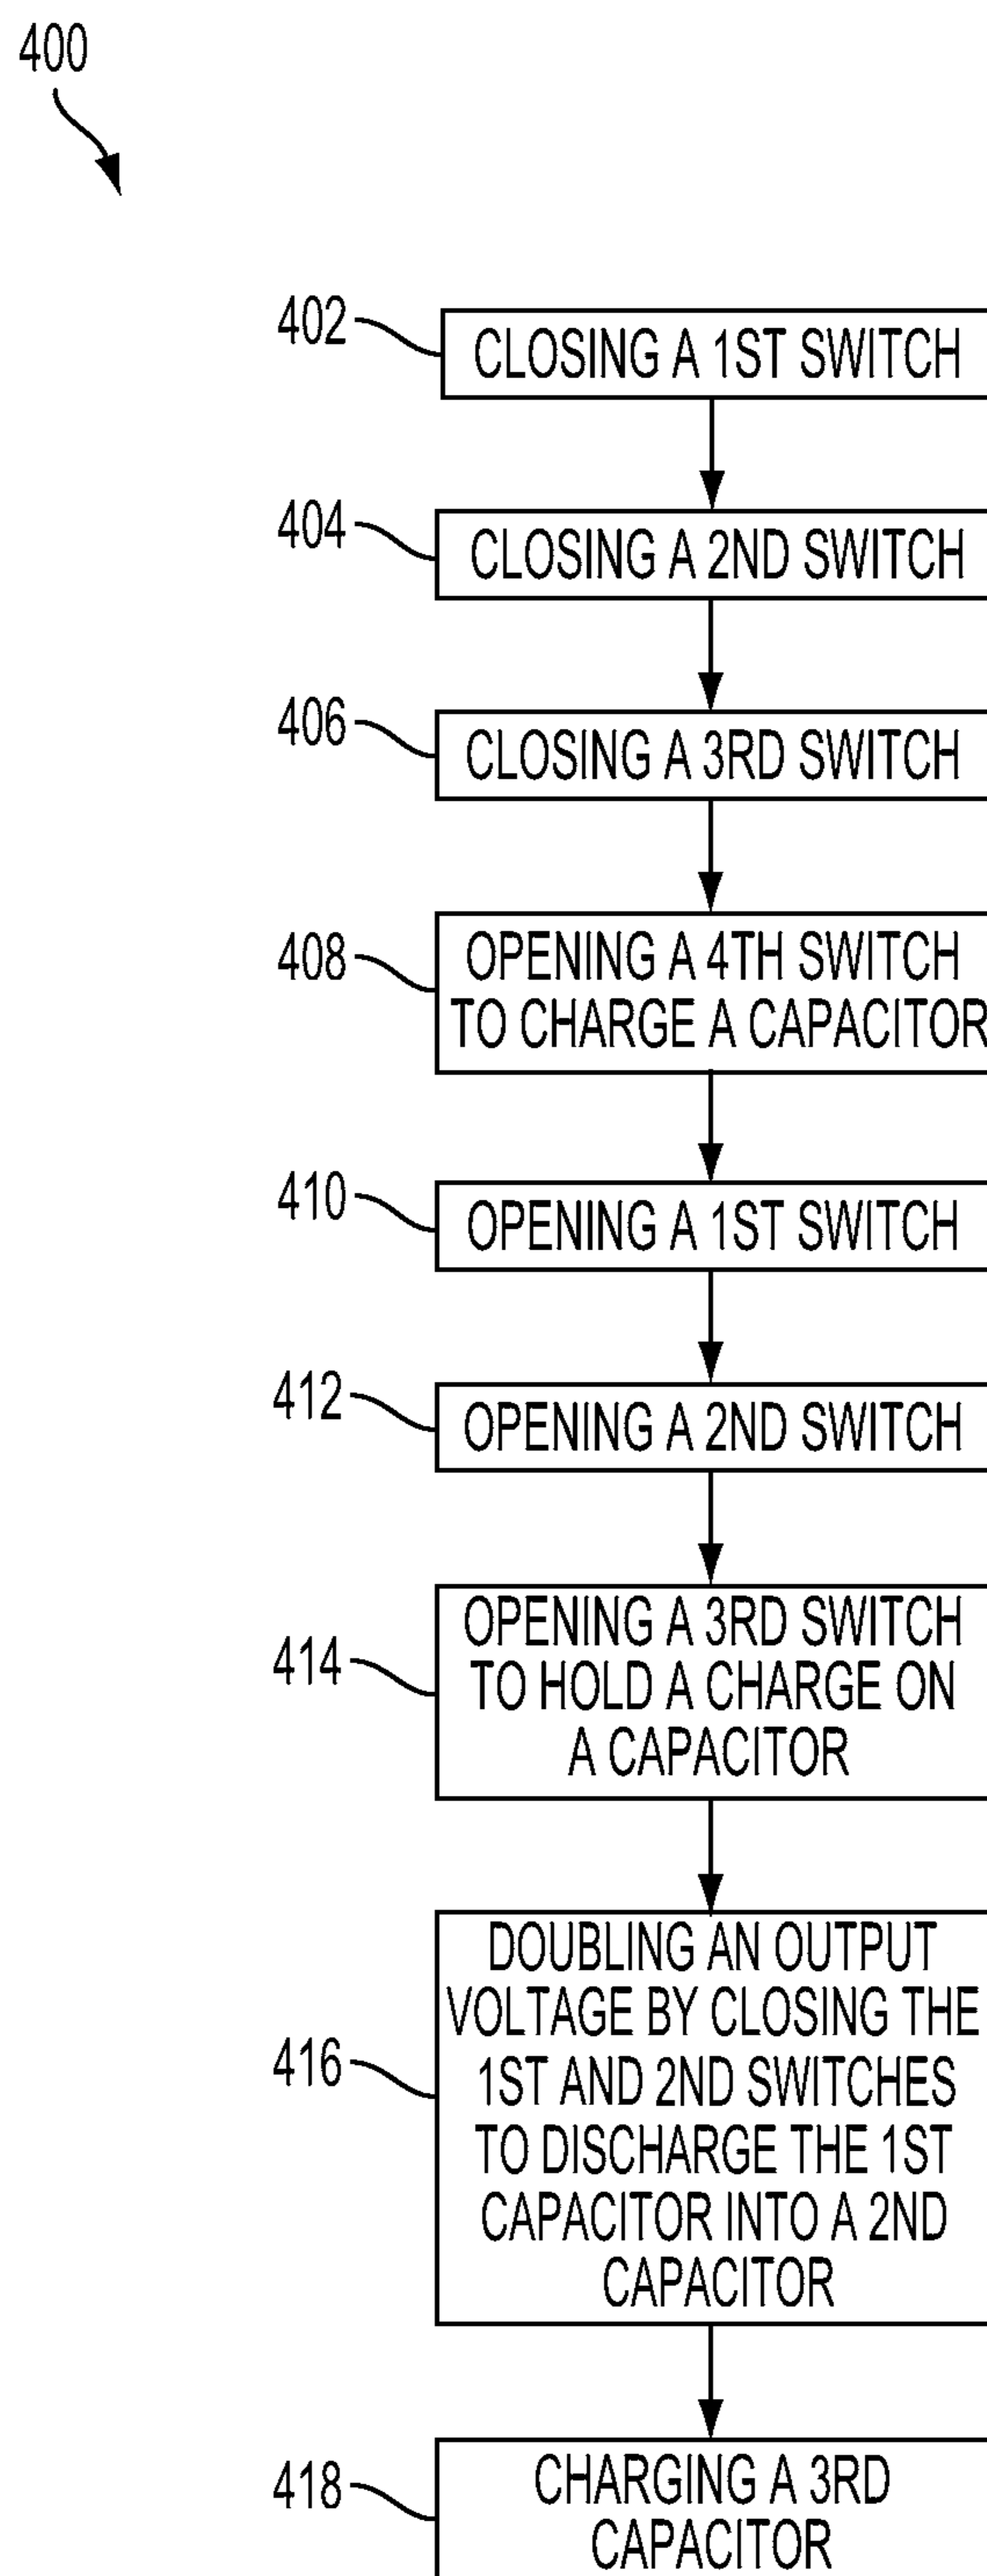 400
402
CLOSING A 1ST SWITCH
404
CLOSING A 2ND SWITCH
406
CLOSING A 3RD SWITCH
408
OPENING A 4TH SWITCH
TO CHARGE A CAPACITOR
410
OPENING A 1ST SWITCH
412
OPENING A 2ND SWITCH
414
OPENING A 3RD SWITCH
TO HOLD A CHARGE ON
A CAPACITOR
416
DOUBLING AN OUTPUT
VOLTAGE BY CLOSING THE
1ST AND 2ND SWITCHES
TO DISCHARGE THE 1ST
CAPACITOR INTO A 2ND
CAPACITOR
418
CHARGING A 3RD
CAPACITOR